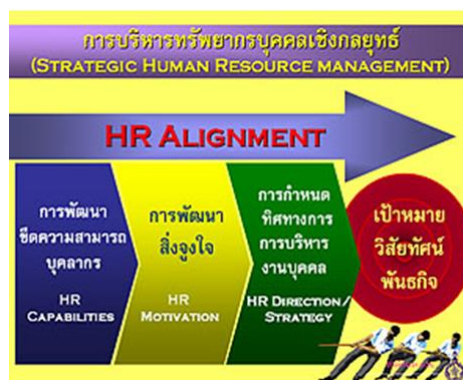 การบริหารทรัพยากรบุคคลเชิงกลยุทธ์
(STRATEGIC HUMAN RESOURCE MANAGEMENT)
HR ALIGNMENT
การพัฒนา
ขีดความสามารถ
บุคลากร
HR
CAPABILITIES
การพัฒนา
สิ่งจูงใจ
HR
MOTIVATION
การกำหนด
ทิศทางการ
การบริหาร
งานบุคคล
HR DIRECTION/
STRATEGY
เป้าหมาย
วิสัยทัศน์
พันธกิจ